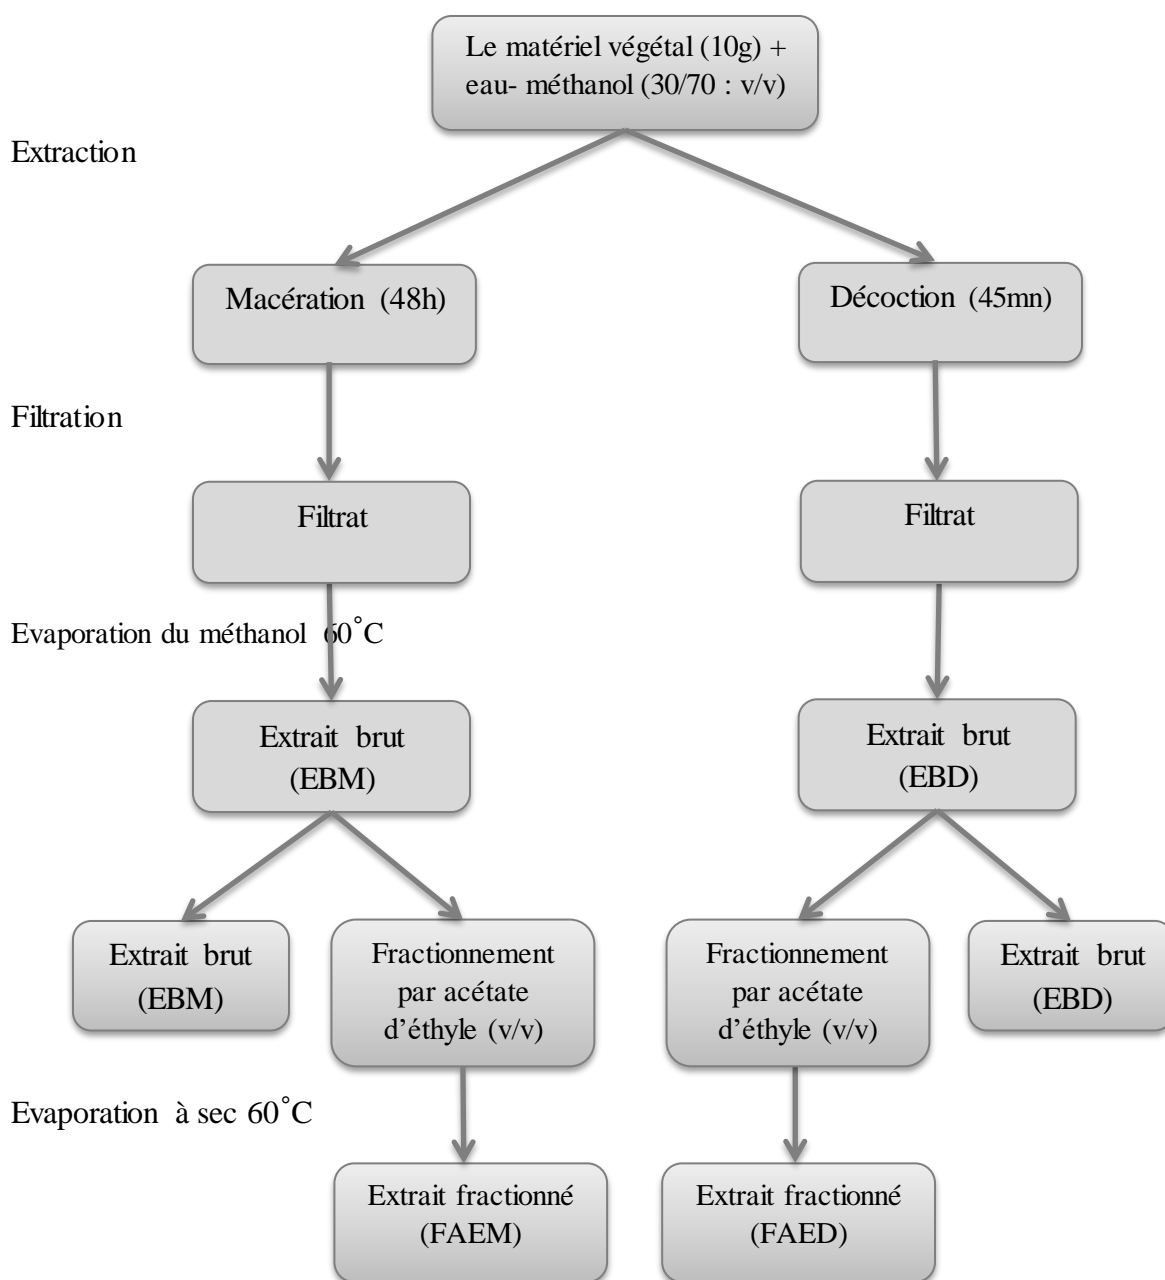 Le matériel végétal (10g) +
eau- méthanol (30/70 : v/v)
Extraction
Macération (48h)
Décoction (45mn)
Filtration
Filtrat
Filtrat
Evaporation du méthanol 60°C
Extrait brut
(EBM)
Extrait brut
(EBD)
Extrait brut
(EBM)
Fractionnement
par acétate
d’éthyle (v/v)
Fractionnement
par acétate
d’éthyle (v/v)
Extrait brut
(EBD)
Evaporation à sec 60°C
Extrait fractionné
(FAEM)
Extrait fractionné
(FAED)